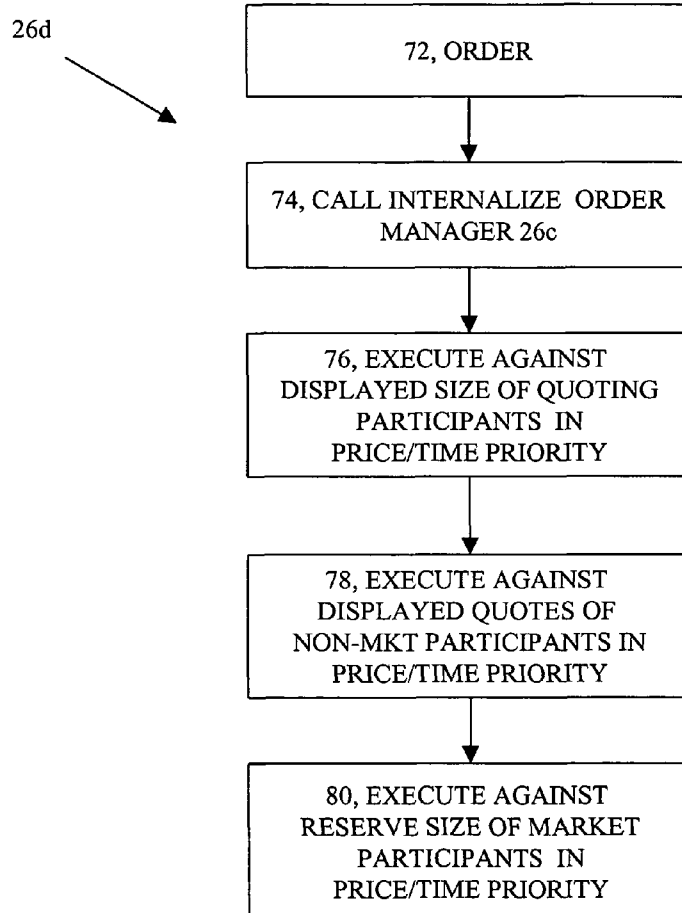 26d
72, ORDER
74, CALL INTERNALIZE ORDER
MANAGER 26c
76, EXECUTE AGAINST
DISPLAYED SIZE OF QUOTING
PARTICIPANTS IN
PRICE/TIME PRIORITY
78, EXECUTE AGAINST
DISPLAYED QUOTES OF
NON-MKT PARTICIPANTS IN
PRICE/TIME PRIORITY
80, EXECUTE AGAINST
RESERVE SIZE OF MARKET
PARTICIPANTS IN
PRICE/TIME PRIORITY